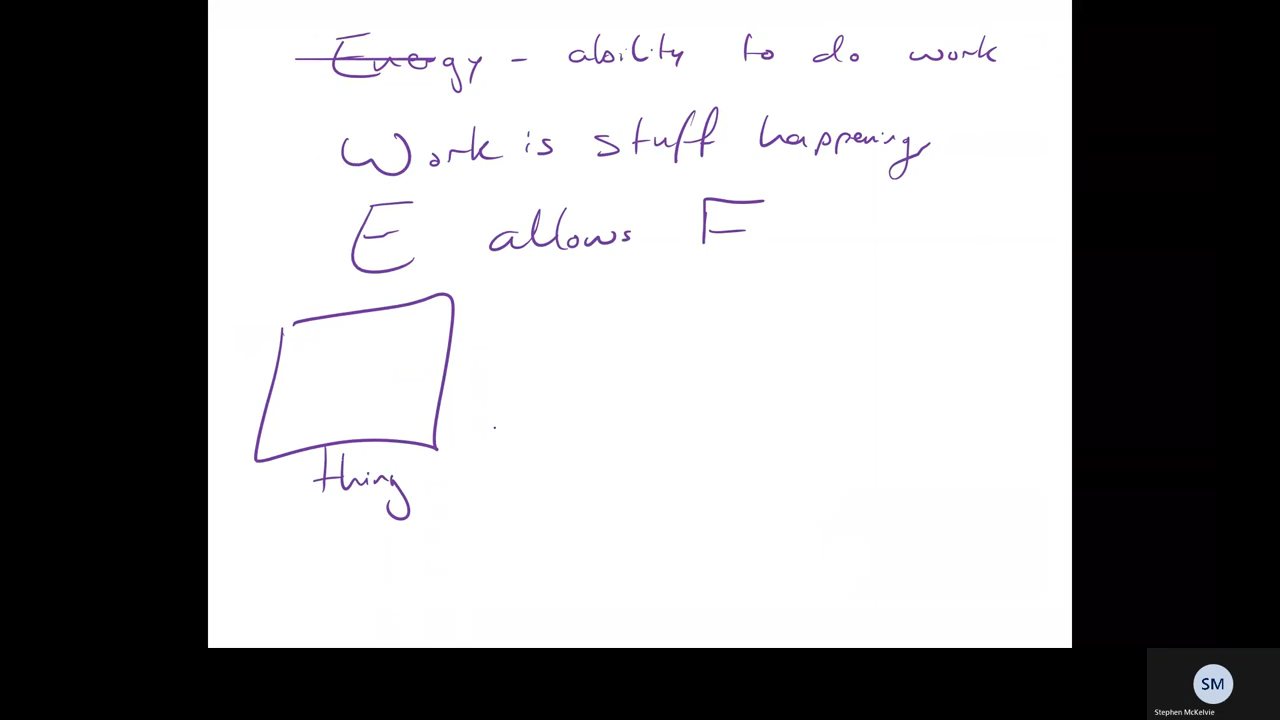 Energy - ability to do work
Work is stuff happening
E allows F
thing
SM
Stephen McKelvie